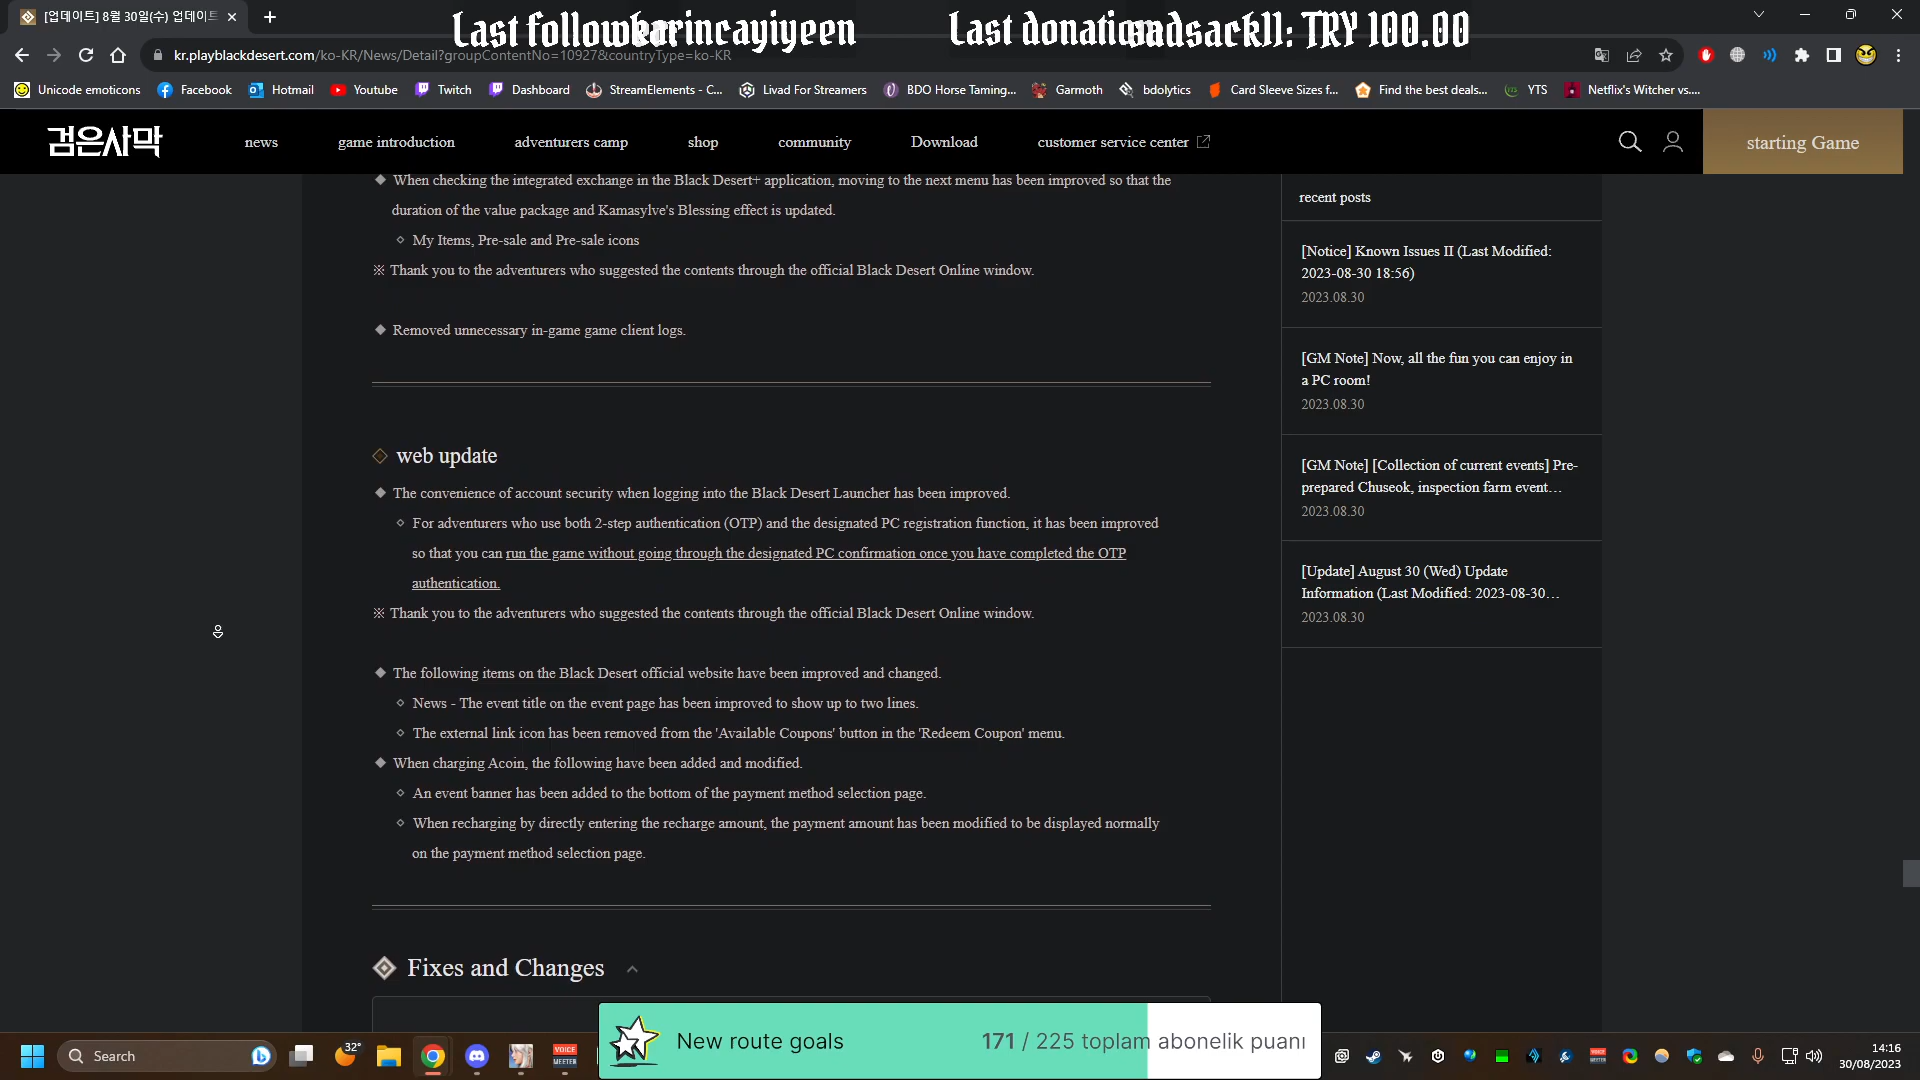 [업데이트] 8월 30일(수) 업데이트
Last follower
karincayiyeen
Last donation
sadsack11: TRY 100.00
kr.playblackdesert.com/ko-KR/News/Detail?groupContentNo=10927&countryType=ko-KR
Unicode emoticons
Facebook
Hotmail
Youtube
Twitch
Dashboard
StreamElements - C...
Livad For Streamers
BDO Horse Taming...
Garmoth
bdolytics
Card Sleeve Sizes f...
Find the best deals...
YTS
Netflix's Witcher vs....
검은사막
news
game introduction
adventurers camp
shop
community
Download
customer service center
starting Game
When checking the integrated exchange in the Black Desert+ application, moving to the next menu has been improved so that the
duration of the value package and Kamasylve's Blessing effect is updated.
My Items, Pre-sale and Pre-sale icons
※ Thank you to the adventurers who suggested the contents through the official Black Desert Online window.
Removed unnecessary in-game game client logs.
web update
The convenience of account security when logging into the Black Desert Launcher has been improved.
For adventurers who use both 2-step authentication (OTP) and the designated PC registration function, it has been improved
so that you can run the game without going through the designated PC confirmation once you have completed the OTP
authentication.
※ Thank you to the adventurers who suggested the contents through the official Black Desert Online window.
The following items on the Black Desert official website have been improved and changed.
News - The event title on the event page has been improved to show up to two lines.
The external link icon has been removed from the 'Available Coupons' button in the 'Redeem Coupon' menu.
When charging Acoin, the following have been added and modified.
An event banner has been added to the bottom of the payment method selection page.
When recharging by directly entering the recharge amount, the payment amount has been modified to be displayed normally
on the payment method selection page.
Fixes and Changes
recent posts
[Notice] Known Issues II (Last Modified:
2023-08-30 18:56)
2023.08.30
[GM Note] Now, all the fun you can enjoy in
a PC room!
2023.08.30
[GM Note] [Collection of current events] Pre-
prepared Chuseok, inspection farm event...
2023.08.30
[Update] August 30 (Wed) Update
Information (Last Modified: 2023-08-30...
2023.08.30
New route goals
171 / 225 toplam abonelik puanı
Search
32°
VOICE
MEETER
14:16
30/08/2023